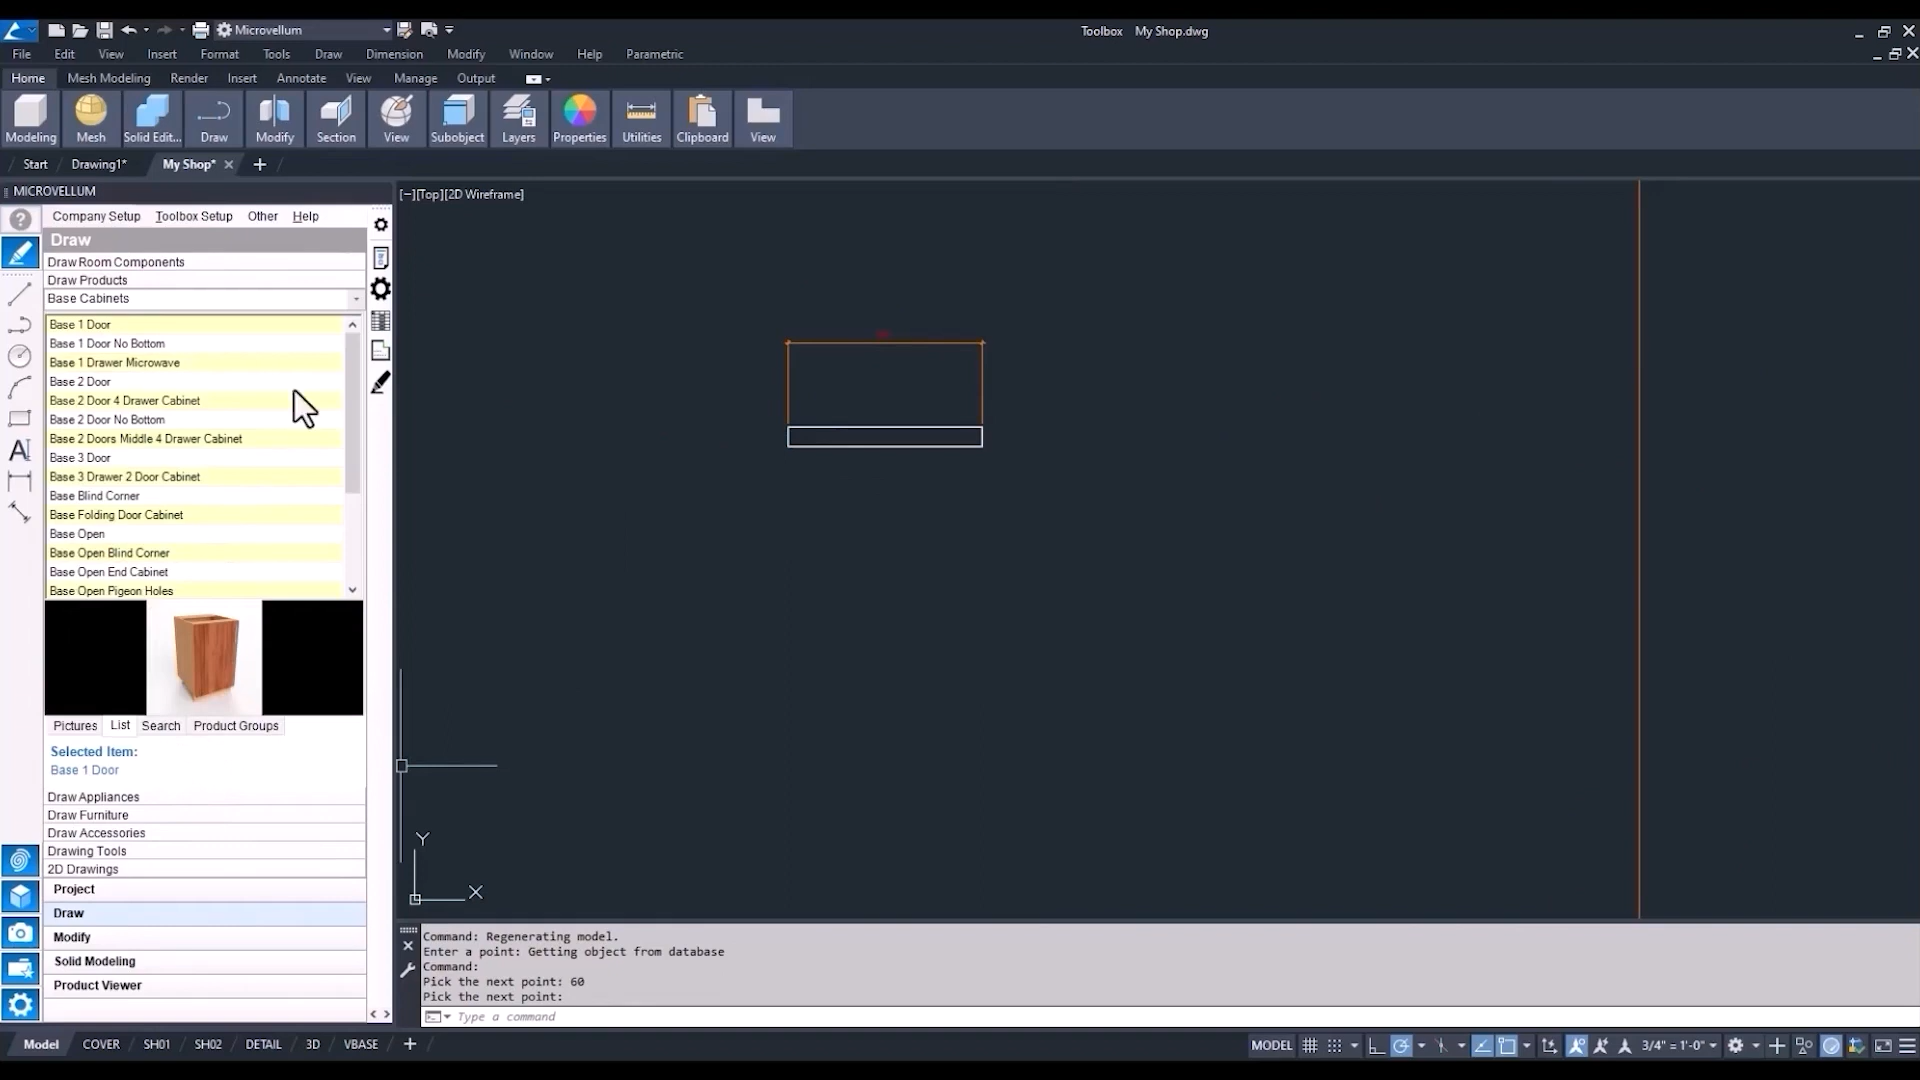 Microvellum
Toolbox My Shop.dwg
File Edit View Insert Format Tools Draw Dimension Modify Window Help Parametric
Home Mesh Modeling Render Insert Annotate View Manage Output
Modeling Mesh Solid Edit... Draw Modify Section View Subobject Layers Properties Utilities Clipboard View
Start Drawing1* My Shop*
MICROVELLUM
[−][Top][2D Wireframe]
Company Setup Toolbox Setup Other Help
Draw
Draw Room Components
Draw Products
Base Cabinets
Base 1 Door
Base 1 Door No Bottom
Base 1 Drawer Microwave
Base 2 Door
Base 2 Door 4 Drawer Cabinet
Base 2 Door No Bottom
Base 2 Doors Middle 4 Drawer Cabinet
Base 3 Door
Base 3 Drawer 2 Door Cabinet
Base Blind Corner
Base Folding Door Cabinet
Base Open
Base Open Blind Corner
Base Open End Cabinet
Base Open Pigeon Holes
Pictures List Search Product Groups
Selected Item:
Base 1 Door
Draw Appliances
Draw Furniture
Draw Accessories
Drawing Tools
2D Drawings
Project
Draw
Modify
Solid Modeling
Product Viewer
Y
X
Command: Regenerating model.
Enter a point: Getting object from database
Command:
Pick the next point: 60
Pick the next point:
Type a command
Model COVER SH01 SH02 DETAIL 3D VBASE
MODEL 3/4" = 1'-0"